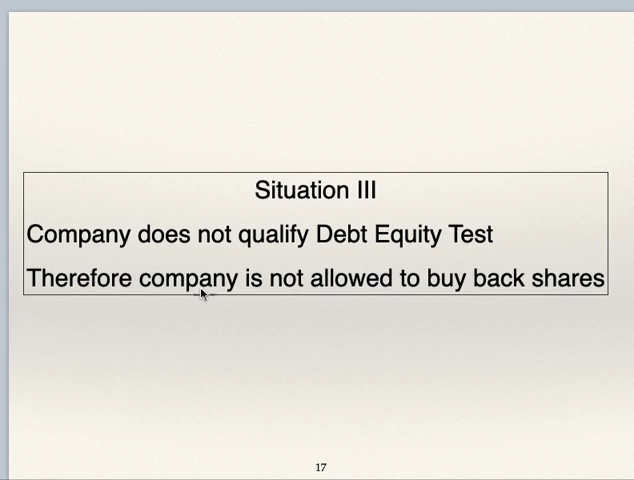 Situation III
Company does not qualify Debt Equity Test
Therefore company is not allowed to buy back shares
17